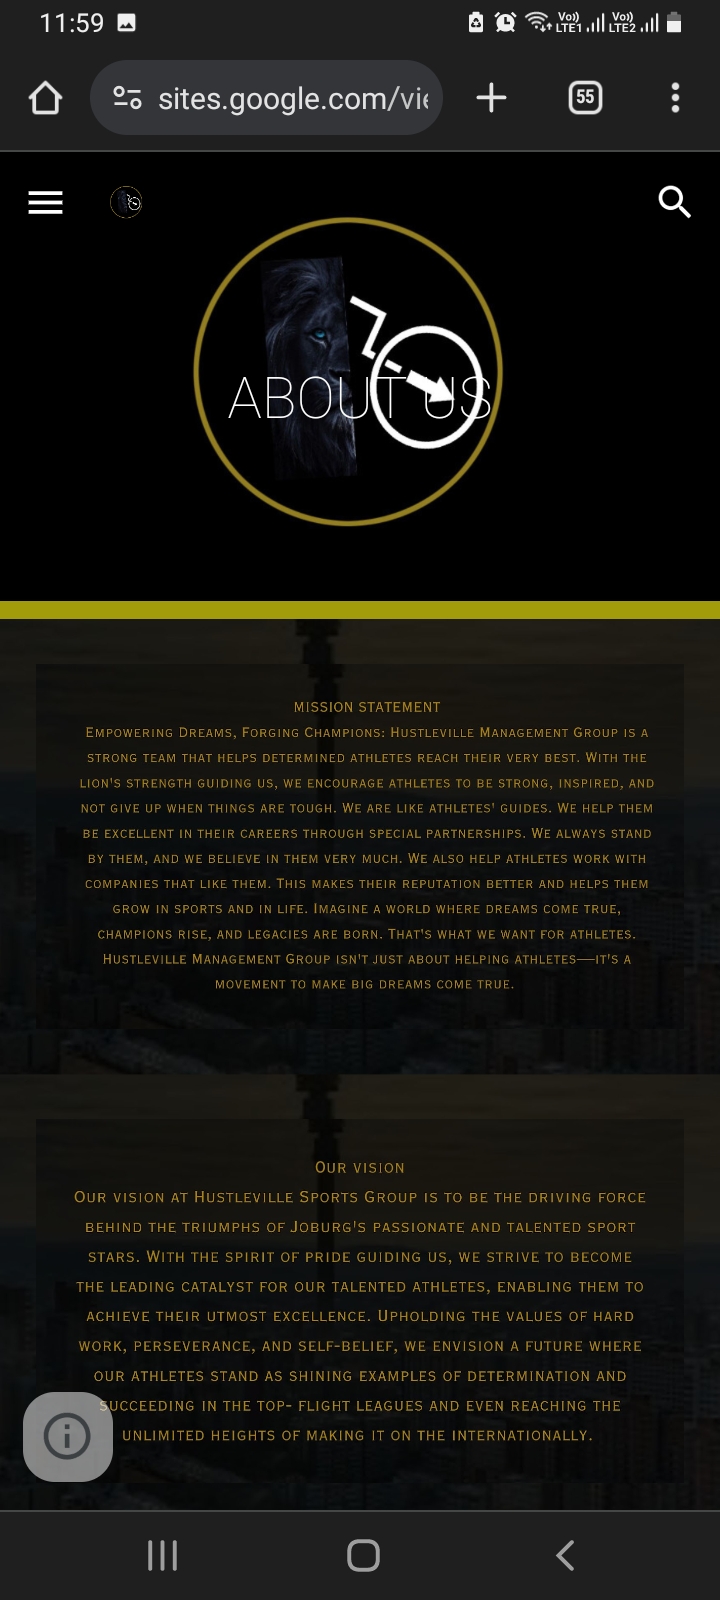 11:59
Vo)) LTE1 Vo)) LTE2
sites.google.com/vie
55
ABOUT US
MISSION STATEMENT
EMPOWERING DREAMS, FORGING CHAMPIONS: HUSTLEVILLE MANAGEMENT GROUP IS A
STRONG TEAM THAT HELPS DETERMINED ATHLETES REACH THEIR VERY BEST. WITH THE
LION'S STRENGTH GUIDING US, WE ENCOURAGE ATHLETES TO BE STRONG, INSPIRED, AND
NOT GIVE UP WHEN THINGS ARE TOUGH. WE ARE LIKE ATHLETES' GUIDES. WE HELP THEM
BE EXCELLENT IN THEIR CAREERS THROUGH SPECIAL PARTNERSHIPS. WE ALWAYS STAND
BY THEM, AND WE BELIEVE IN THEM VERY MUCH. WE ALSO HELP ATHLETES WORK WITH
COMPANIES THAT LIKE THEM. THIS MAKES THEIR REPUTATION BETTER AND HELPS THEM
GROW IN SPORTS AND IN LIFE. IMAGINE A WORLD WHERE DREAMS COME TRUE,
CHAMPIONS RISE, AND LEGACIES ARE BORN. THAT'S WHAT WE WANT FOR ATHLETES.
HUSTLEVILLE MANAGEMENT GROUP ISN'T JUST ABOUT HELPING ATHLETES—IT'S A
MOVEMENT TO MAKE BIG DREAMS COME TRUE.
OUR VISION
OUR VISION AT HUSTLEVILLE SPORTS GROUP IS TO BE THE DRIVING FORCE
BEHIND THE TRIUMPHS OF JOBURG'S PASSIONATE AND TALENTED SPORT
STARS. WITH THE SPIRIT OF PRIDE GUIDING US, WE STRIVE TO BECOME
THE LEADING CATALYST FOR OUR TALENTED ATHLETES, ENABLING THEM TO
ACHIEVE THEIR UTMOST EXCELLENCE. UPHOLDING THE VALUES OF HARD
WORK, PERSEVERANCE, AND SELF-BELIEF, WE ENVISION A FUTURE WHERE
OUR ATHLETES STAND AS SHINING EXAMPLES OF DETERMINATION AND
SUCCEEDING IN THE TOP- FLIGHT LEAGUES AND EVEN REACHING THE
UNLIMITED HEIGHTS OF MAKING IT ON THE INTERNATIONALLY.